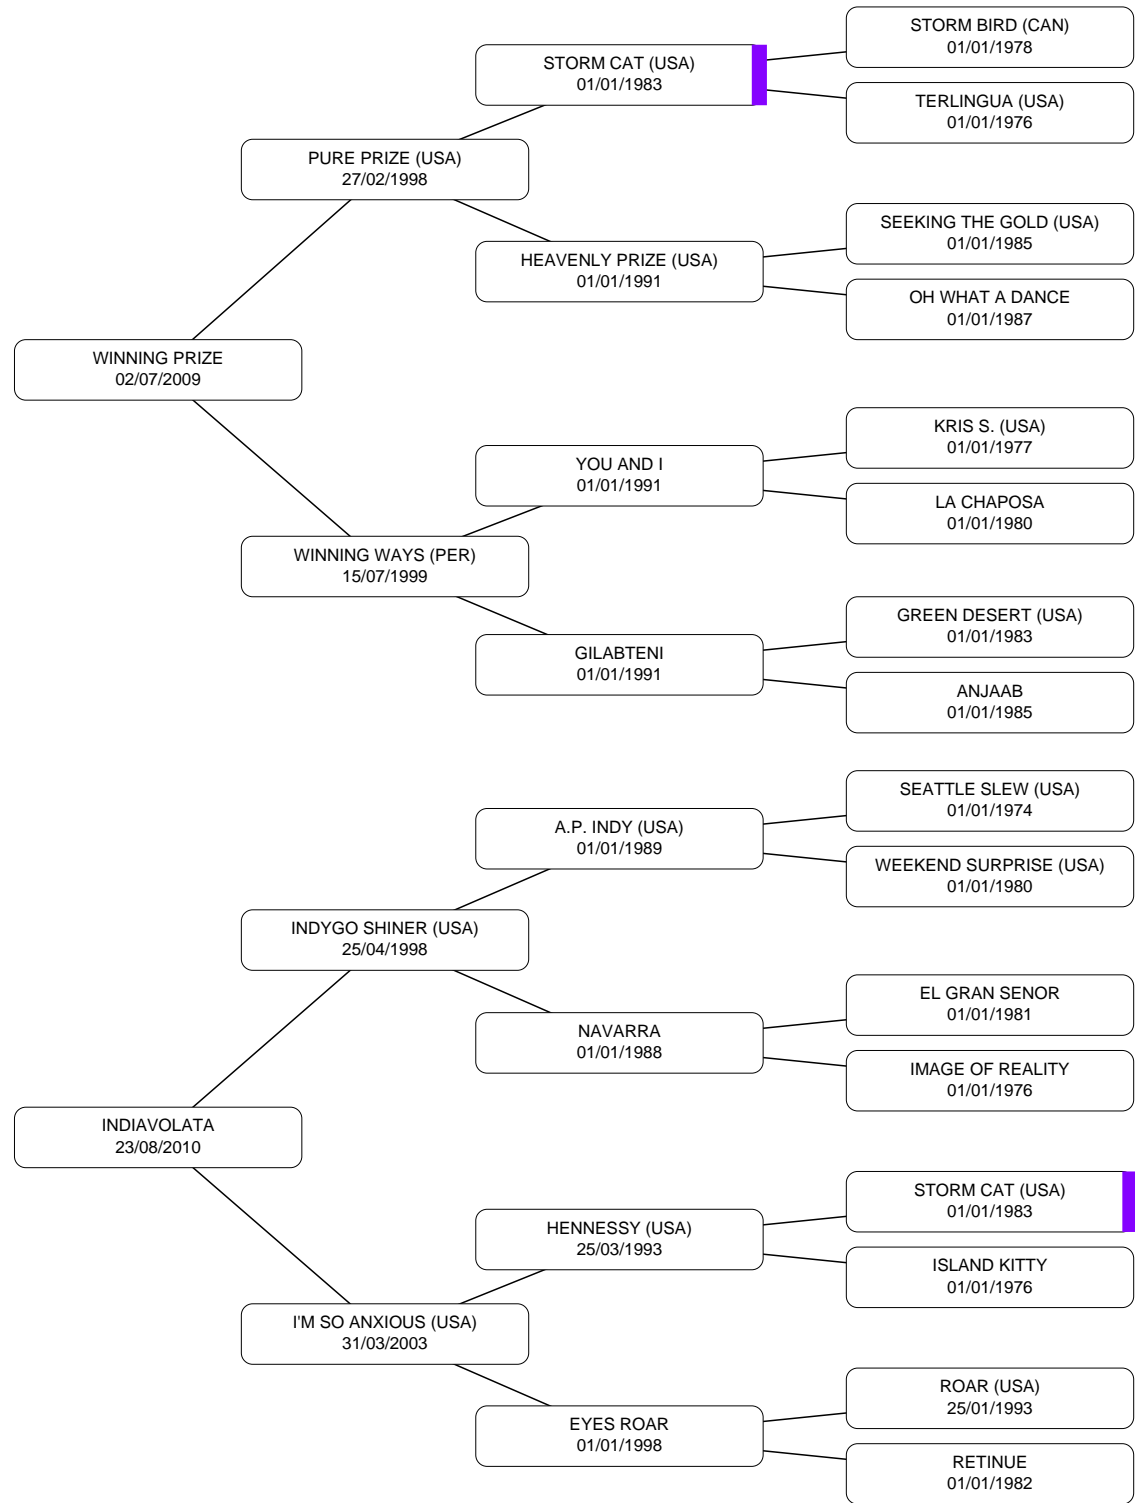 STORM BIRD (CAN)
01/01/1978
STORM CAT (USA)
01/01/1983
TERLINGUA (USA)
01/01/1976
PURE PRIZE (USA)
27/02/1998
SEEKING THE GOLD (USA)
01/01/1985
HEAVENLY PRIZE (USA)
01/01/1991
OH WHAT A DANCE
01/01/1987
WINNING PRIZE
02/07/2009
KRIS S. (USA)
01/01/1977
YOU AND I
01/01/1991
LA CHAPOSA
01/01/1980
WINNING WAYS (PER)
15/07/1999
GREEN DESERT (USA)
01/01/1983
GILABTENI
01/01/1991
ANJAAB
01/01/1985
SEATTLE SLEW (USA)
01/01/1974
A.P. INDY (USA)
01/01/1989
WEEKEND SURPRISE (USA)
01/01/1980
INDYGO SHINER (USA)
25/04/1998
EL GRAN SENOR
01/01/1981
NAVARRA
01/01/1988
IMAGE OF REALITY
01/01/1976
INDIAVOLATA
23/08/2010
STORM CAT (USA)
01/01/1983
HENNESSY (USA)
25/03/1993
ISLAND KITTY
01/01/1976
I'M SO ANXIOUS (USA)
31/03/2003
ROAR (USA)
25/01/1993
EYES ROAR
01/01/1998
RETINUE
01/01/1982